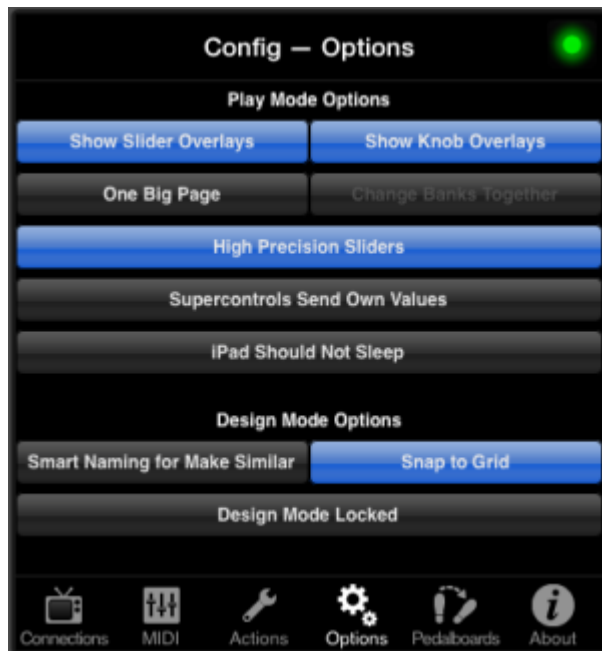 Config — Options
Play Mode Options
Show Slider Overlays
Show Knob Overlays
One Big Page
Change Banks Together
High Precision Sliders
Supercontrols Send Own Values
iPad Should Not Sleep
Design Mode Options
Smart Naming for Make Similar
Snap to Grid
Design Mode Locked
Connections
MIDI
Actions
Options
Pedalboards
About